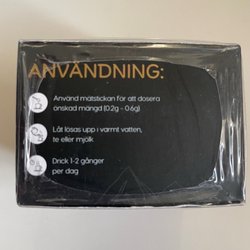 ANVÄNDNING:
Använd mätstickan för att dosera
önskad mängd (0.2g - 0.6g)
Låt lösas upp i varmt vatten,
te eller mjölk
Drick 1-2 gånger
per dag